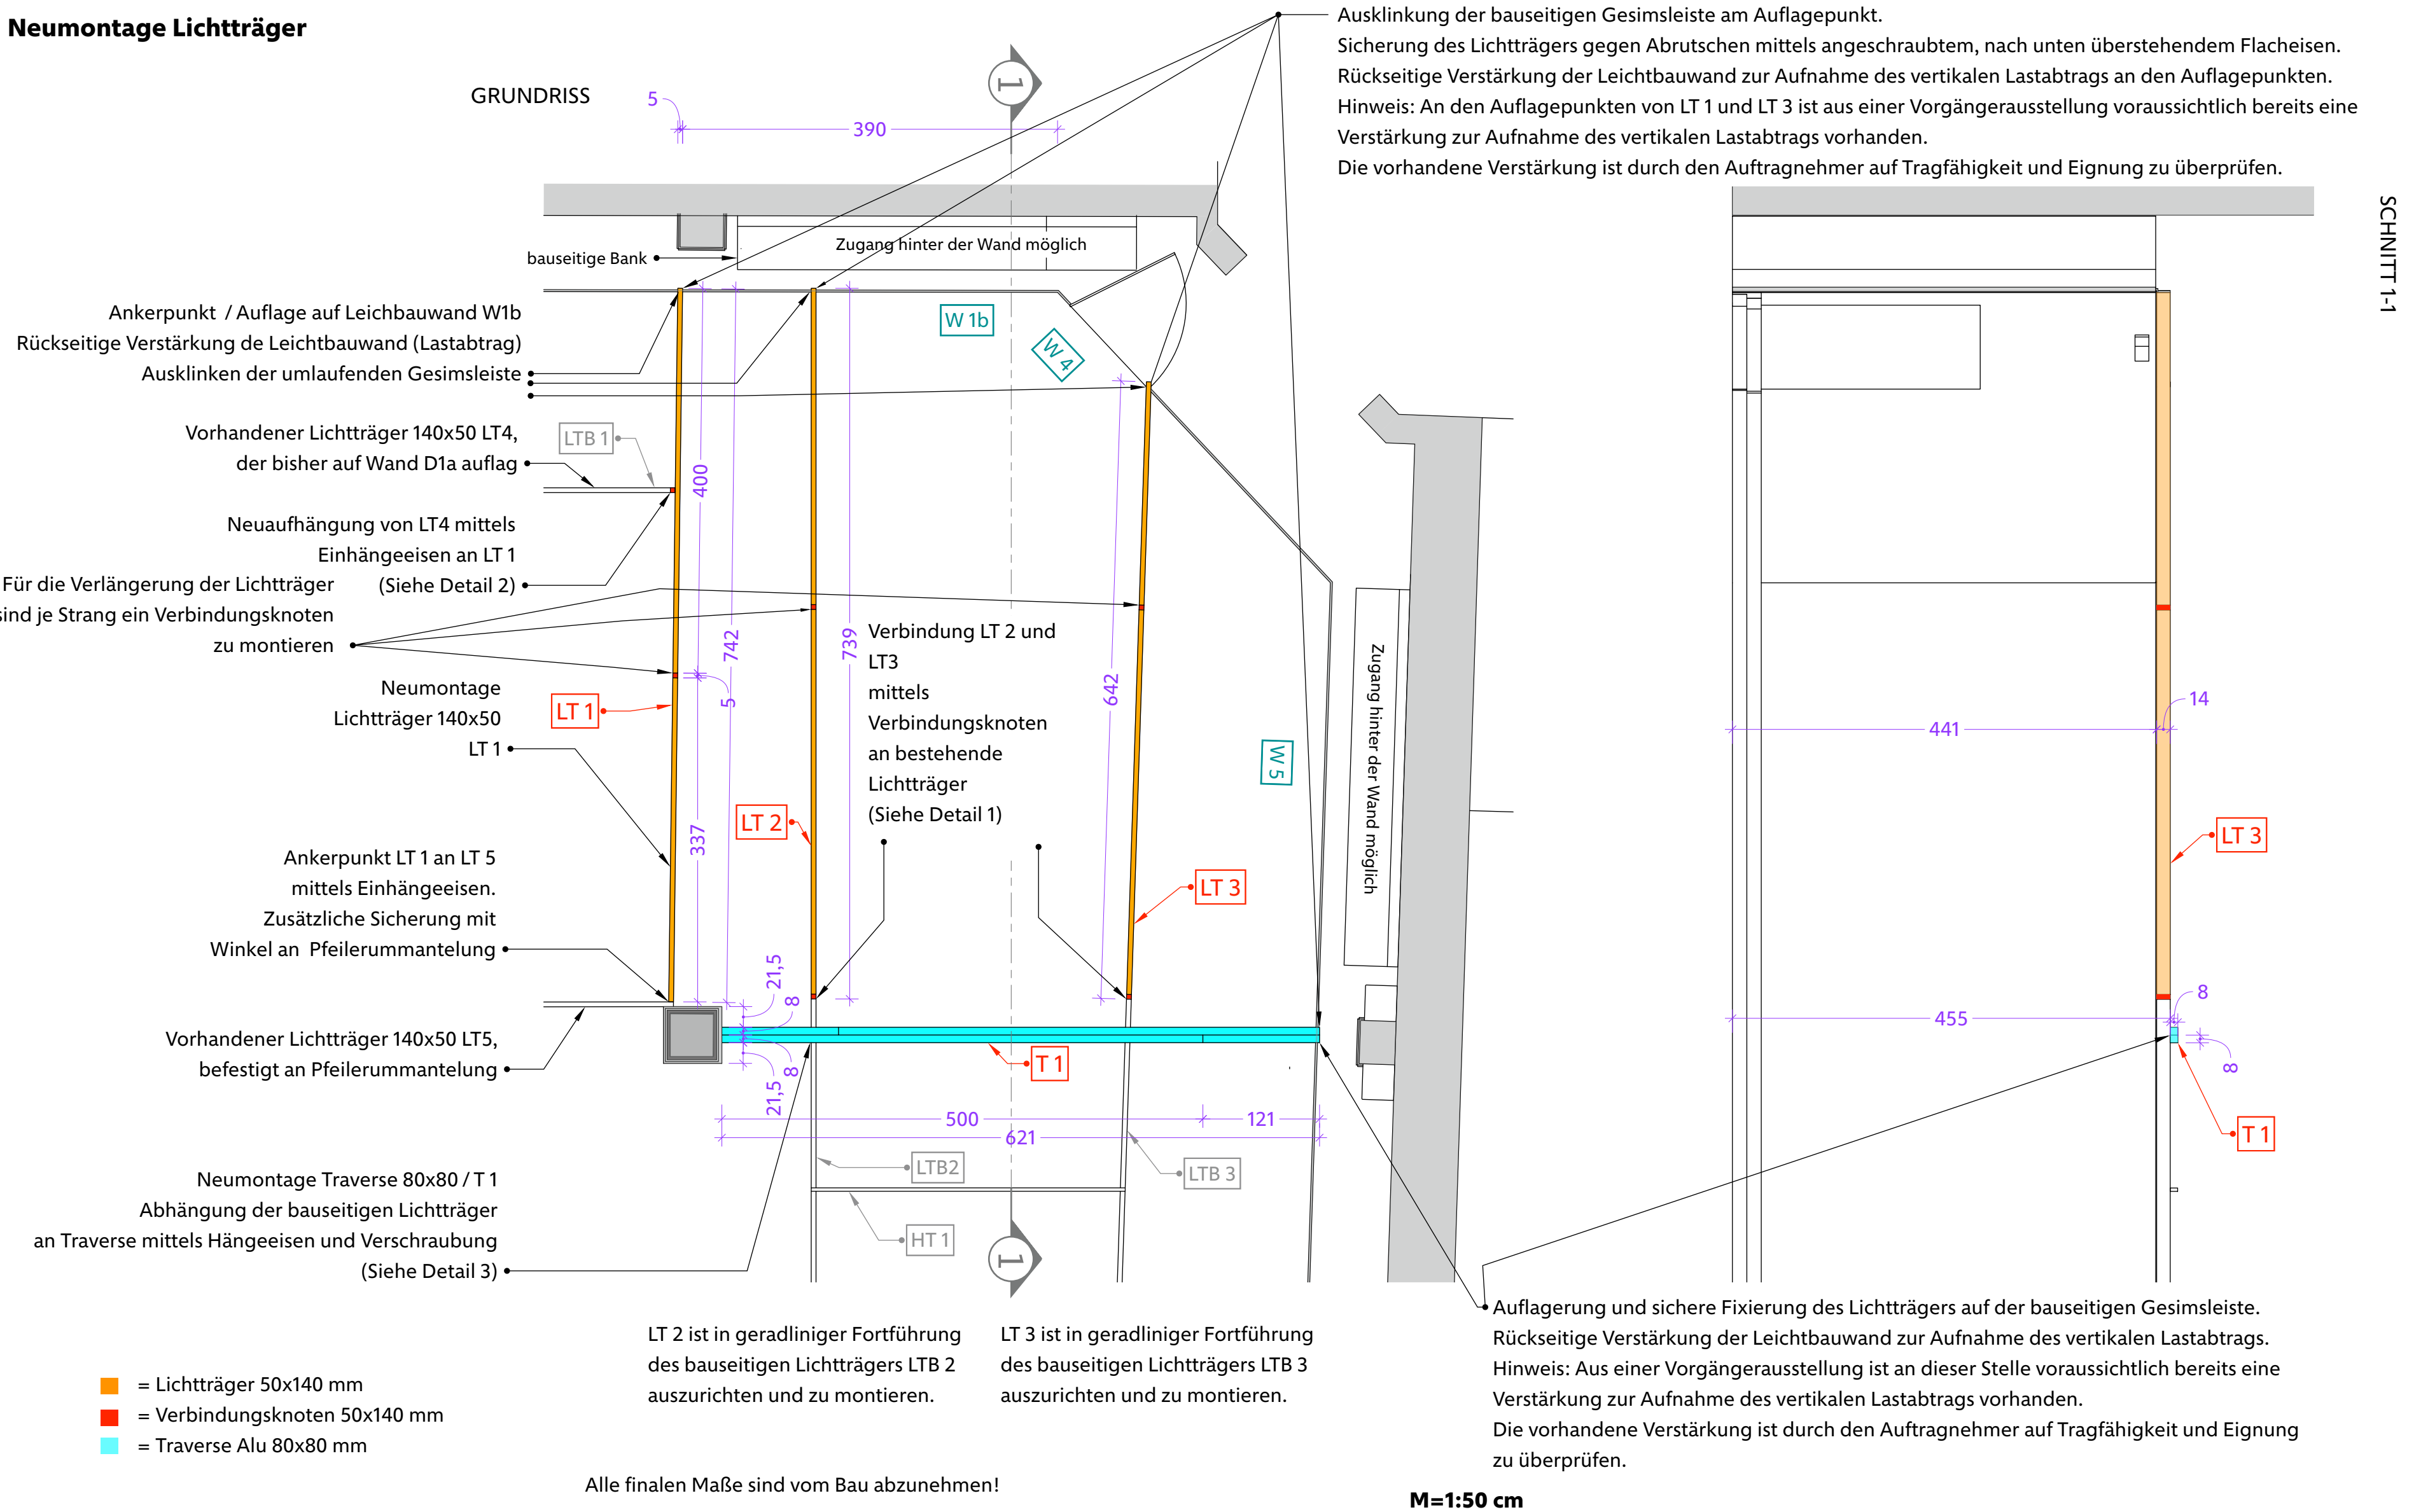 Neumontage Lichtträger
GRUNDRISS
5
390
1
Ausklinkung der bauseitigen Gesimsleiste am Auflagepunkt.
Sicherung des Lichtträgers gegen Abrutschen mittels angeschraubtem, nach unten überstehendem Flacheisen.
Rückseitige Verstärkung der Leichtbauwand zur Aufnahme des vertikalen Lastabtrags an den Auflagepunkten.
Hinweis: An den Auflagepunkten von LT 1 und LT 3 ist aus einer Vorgängerausstellung voraussichtlich bereits eine
Verstärkung zur Aufnahme des vertikalen Lastabtrags vorhanden.
Die vorhandene Verstärkung ist durch den Auftragnehmer auf Tragfähigkeit und Eignung zu überprüfen.
SCHNITT 1-1
Zugang hinter der Wand möglich
bauseitige Bank
W 1b
W 4
Ankerpunkt / Auflage auf Leichbauwand W1b
Rückseitige Verstärkung de Leichtbauwand (Lastabtrag)
Ausklinken der umlaufenden Gesimsleiste
Vorhandener Lichtträger 140x50 LT4,
der bisher auf Wand D1a auflag
LTB 1
400
Neuaufhängung von LT4 mittels
Einhängeeisen an LT 1
(Siehe Detail 2)
Für die Verlängerung der Lichtträger
sind je Strang ein Verbindungsknoten
zu montieren
742
739
642
5
Verbindung LT 2 und
LT3
mittels
Verbindungsknoten
an bestehende
Lichtträger
(Siehe Detail 1)
Zugang hinter der Wand möglich
W 5
Neumontage
Lichtträger 140x50
LT 1
LT 1
14
441
LT 2
337
LT 3
LT 3
Ankerpunkt LT 1 an LT 5
mittels Einhängeeisen.
Zusätzliche Sicherung mit
Winkel an Pfeilerummantelung
21,5
8
8
21,5
8
455
8
Vorhandener Lichtträger 140x50 LT5,
befestigt an Pfeilerummantelung
T 1
500
121
621
T 1
LTB2
LTB 3
HT 1
1
Neumontage Traverse 80x80 / T 1
Abhängung der bauseitigen Lichtträger
an Traverse mittels Hängeeisen und Verschraubung
(Siehe Detail 3)
LT 2 ist in geradliniger Fortführung
des bauseitigen Lichtträgers LTB 2
auszurichten und zu montieren.
LT 3 ist in geradliniger Fortführung
des bauseitigen Lichtträgers LTB 3
auszurichten und zu montieren.
Auflagerung und sichere Fixierung des Lichtträgers auf der bauseitigen Gesimsleiste.
Rückseitige Verstärkung der Leichtbauwand zur Aufnahme des vertikalen Lastabtrags.
Hinweis: Aus einer Vorgängerausstellung ist an dieser Stelle voraussichtlich bereits eine
Verstärkung zur Aufnahme des vertikalen Lastabtrags vorhanden.
Die vorhandene Verstärkung ist durch den Auftragnehmer auf Tragfähigkeit und Eignung
zu überprüfen.
= Lichtträger 50x140 mm
= Verbindungsknoten 50x140 mm
= Traverse Alu 80x80 mm
Alle finalen Maße sind vom Bau abzunehmen!
M=1:50 cm